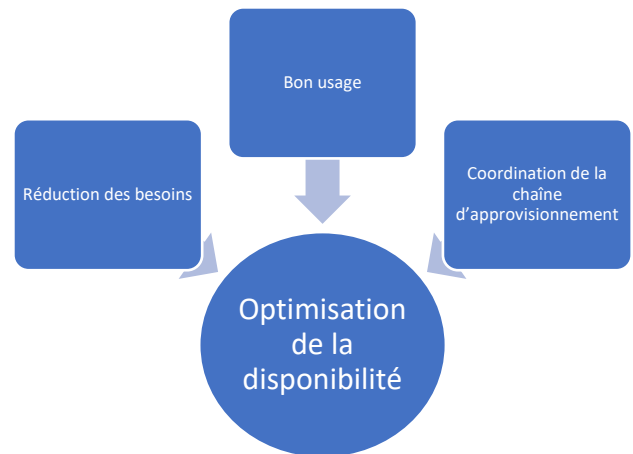 Bon usage
Réduction des besoins
Coordination de la
chaîne
d'approvisionnement
Optimisation
de la
disponibilité